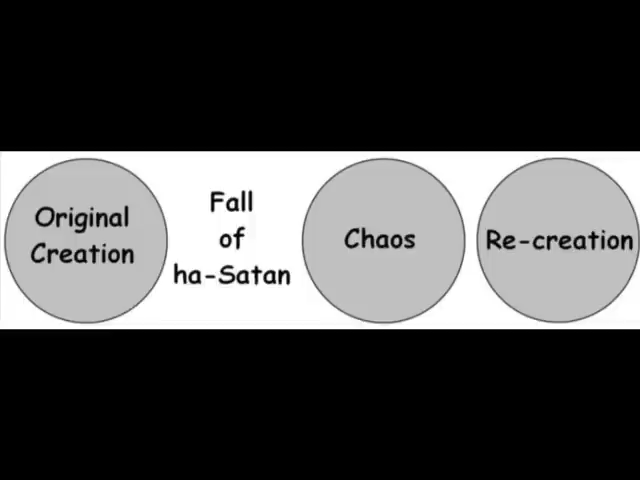 Original
Creation
Fall
of
ha-Satan
Chaos
Re-creation